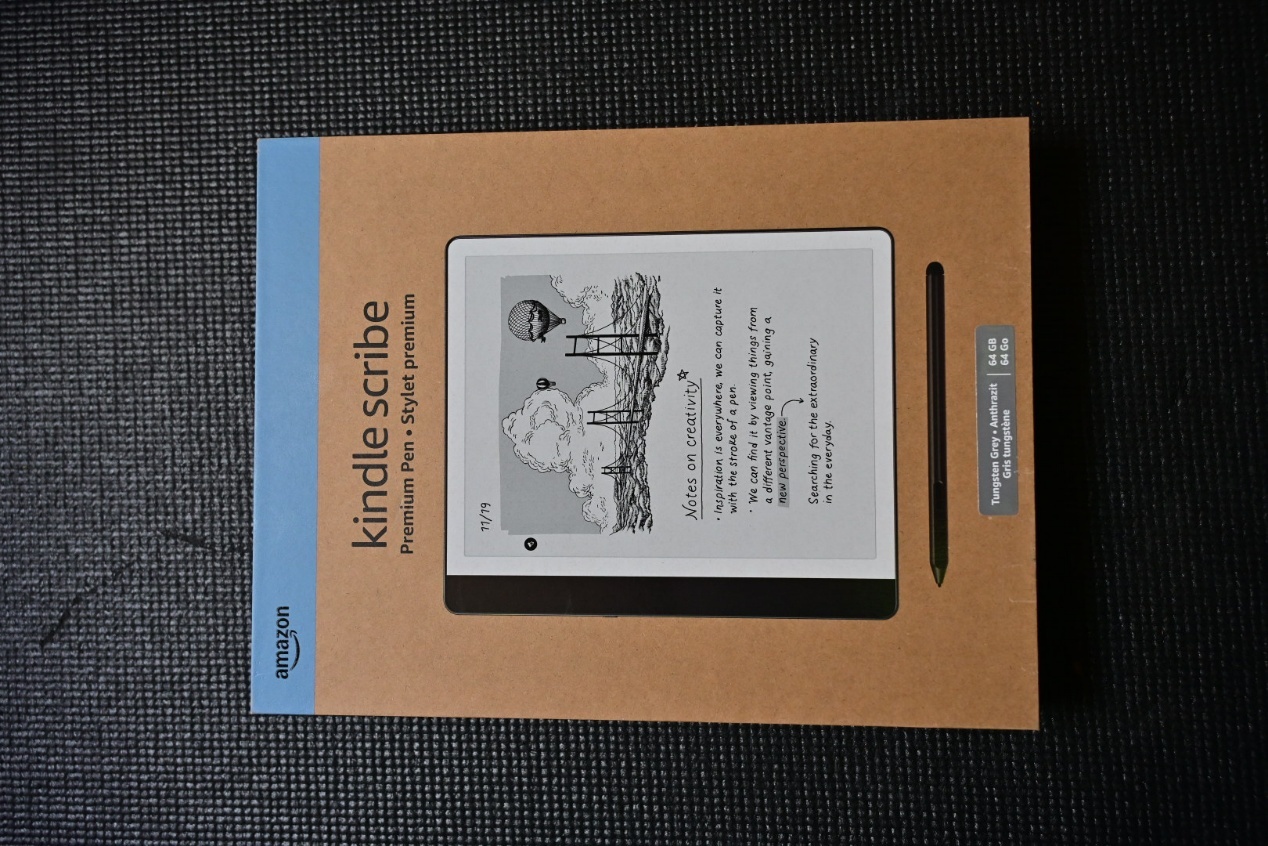 amazon
kindle scribe
Premium Pen • Stylet premium
11/19
Notes on creativity
• Inspiration is everywhere, we can capture it
with the stroke of a pen.
• We can find it by viewing things from
a different vantage point, gaining a
new perspective
Searching for the extraordinary
in the everyday.
Tungsten Grey • Anthrazit
Gris tungstène
64 GB
64 Go